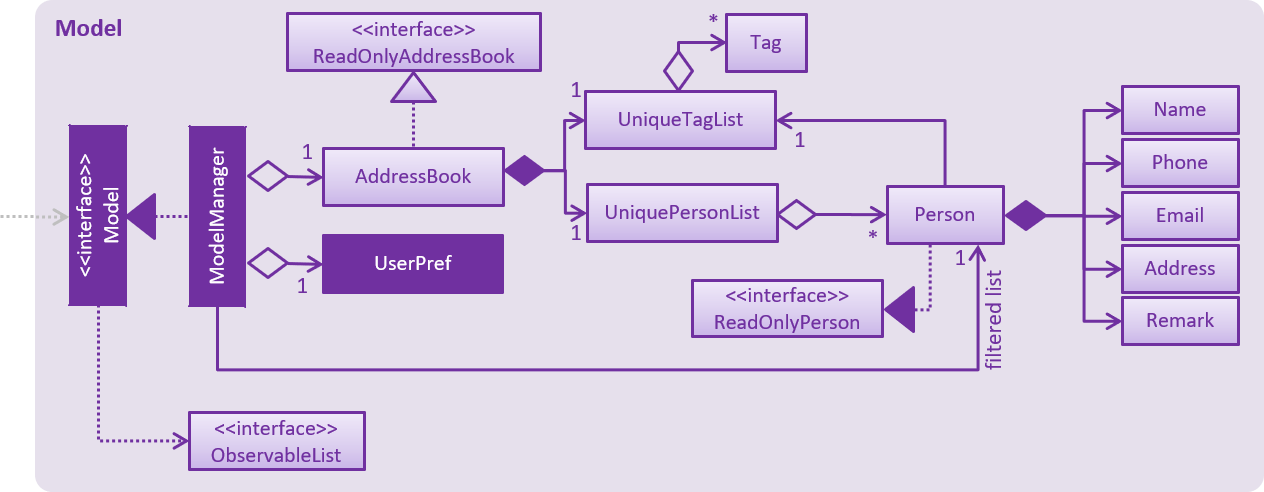 Model
<<interface>>
ReadOnlyAddressBook
*
Tag
1
UniqueTagList
1
Name
Phone
Email
Address
Remark
<<interface>>
Model
ModelManager
1
AddressBook
1
UserPref
1
UniquePersonList
*
Person
1
filtered list
<<interface>>
ReadOnlyPerson
<<interface>>
ObservableList